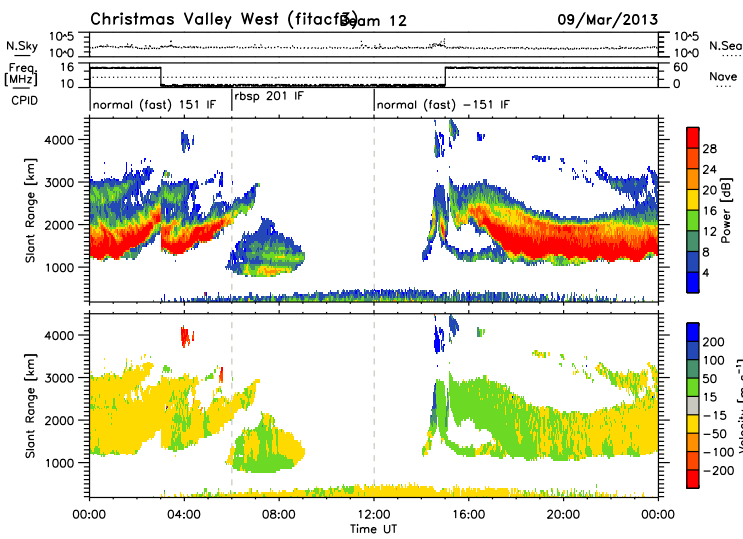 Christmas Valley West (fitacf3) Beam 12 09/Mar/2013
N.Sky 10^5 10^0 10^5 10^0 N.Sea
Freq. [MHz] 16 10 60 0 Nave
CPID normal (fast) 151 IF rbsp 201 IF normal (fast) -151 IF
Slant Range [km]
4000
3000
2000
1000
28
24
20
16
12
8
4
Power [dB]
Slant Range [km]
4000
3000
2000
1000
200
100
50
15
-15
-50
-100
-200
00:00 04:00 08:00 12:00 16:00 20:00 00:00
Time UT